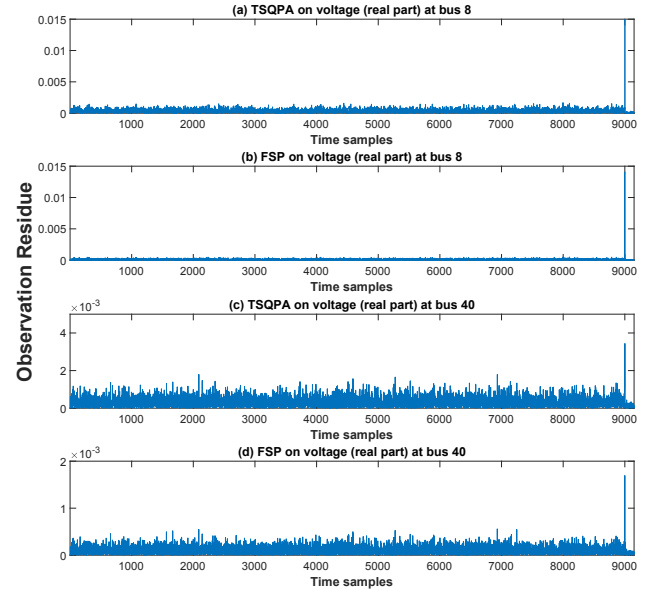 (a) TSQPA on voltage (real part) at bus 8
0.015
0.01
0.005
0
1000 2000 3000 4000 5000 6000 7000 8000 9000
Time samples
(b) FSP on voltage (real part) at bus 8
0.015
0.01
0.005
0
1000 2000 3000 4000 5000 6000 7000 8000 9000
Time samples
Observation Residue
(c) TSQPA on voltage (real part) at bus 40
×10-3
4
2
0
1000 2000 3000 4000 5000 6000 7000 8000 9000
Time samples
(d) FSP on voltage (real part) at bus 40
×10-3
2
1
0
1000 2000 3000 4000 5000 6000 7000 8000 9000
Time samples